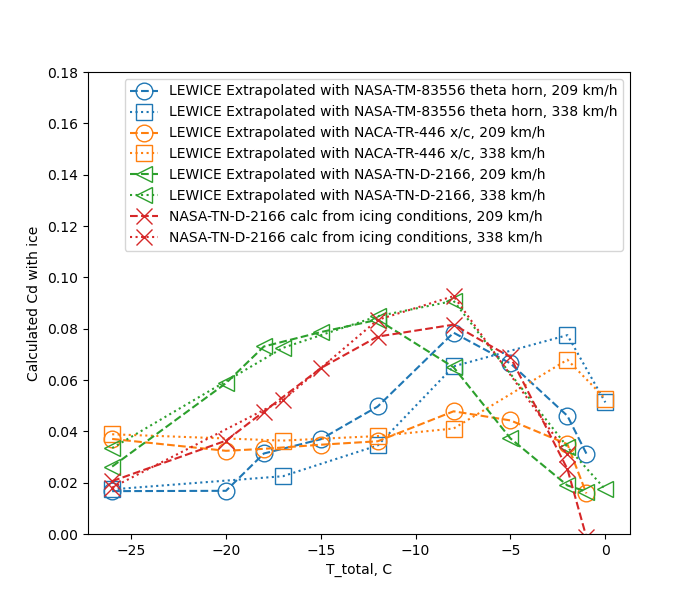 0.18
0.16
0.14
0.12
0.10
0.08
0.06
0.04
0.02
0.00
Calculated Cd with ice
LEWICE Extrapolated with NASA-TM-83556 theta horn, 209 km/h
LEWICE Extrapolated with NASA-TM-83556 theta horn, 338 km/h
LEWICE Extrapolated with NACA-TR-446 x/c, 209 km/h
LEWICE Extrapolated with NACA-TR-446 x/c, 338 km/h
LEWICE Extrapolated with NASA-TN-D-2166, 209 km/h
LEWICE Extrapolated with NASA-TN-D-2166, 338 km/h
NASA-TN-D-2166 calc from icing conditions, 209 km/h
NASA-TN-D-2166 calc from icing conditions, 338 km/h
−25 −20 −15 −10 −5 0
T_total, C